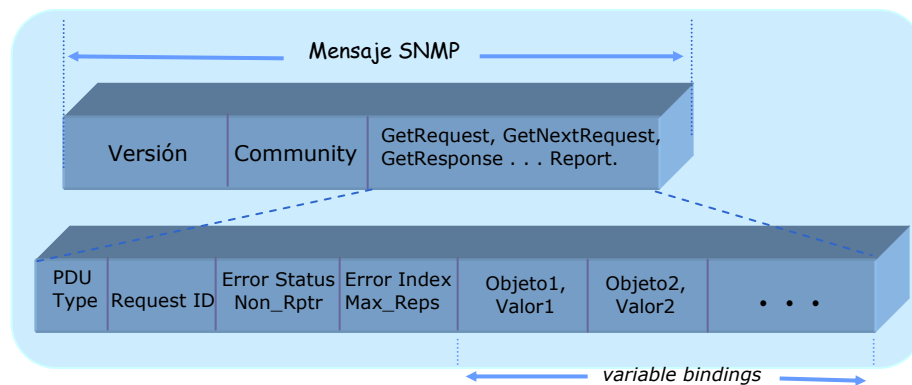 Mensaje SNMP
Versión
Community
GetRequest, GetNextRequest,
GetResponse . . . Report.
PDU
Type
Request ID
Error Status
Non_Rptr
Error Index
Max_Reps
Objeto1,
Valor1
Objeto2,
Valor2
. . .
variable bindings